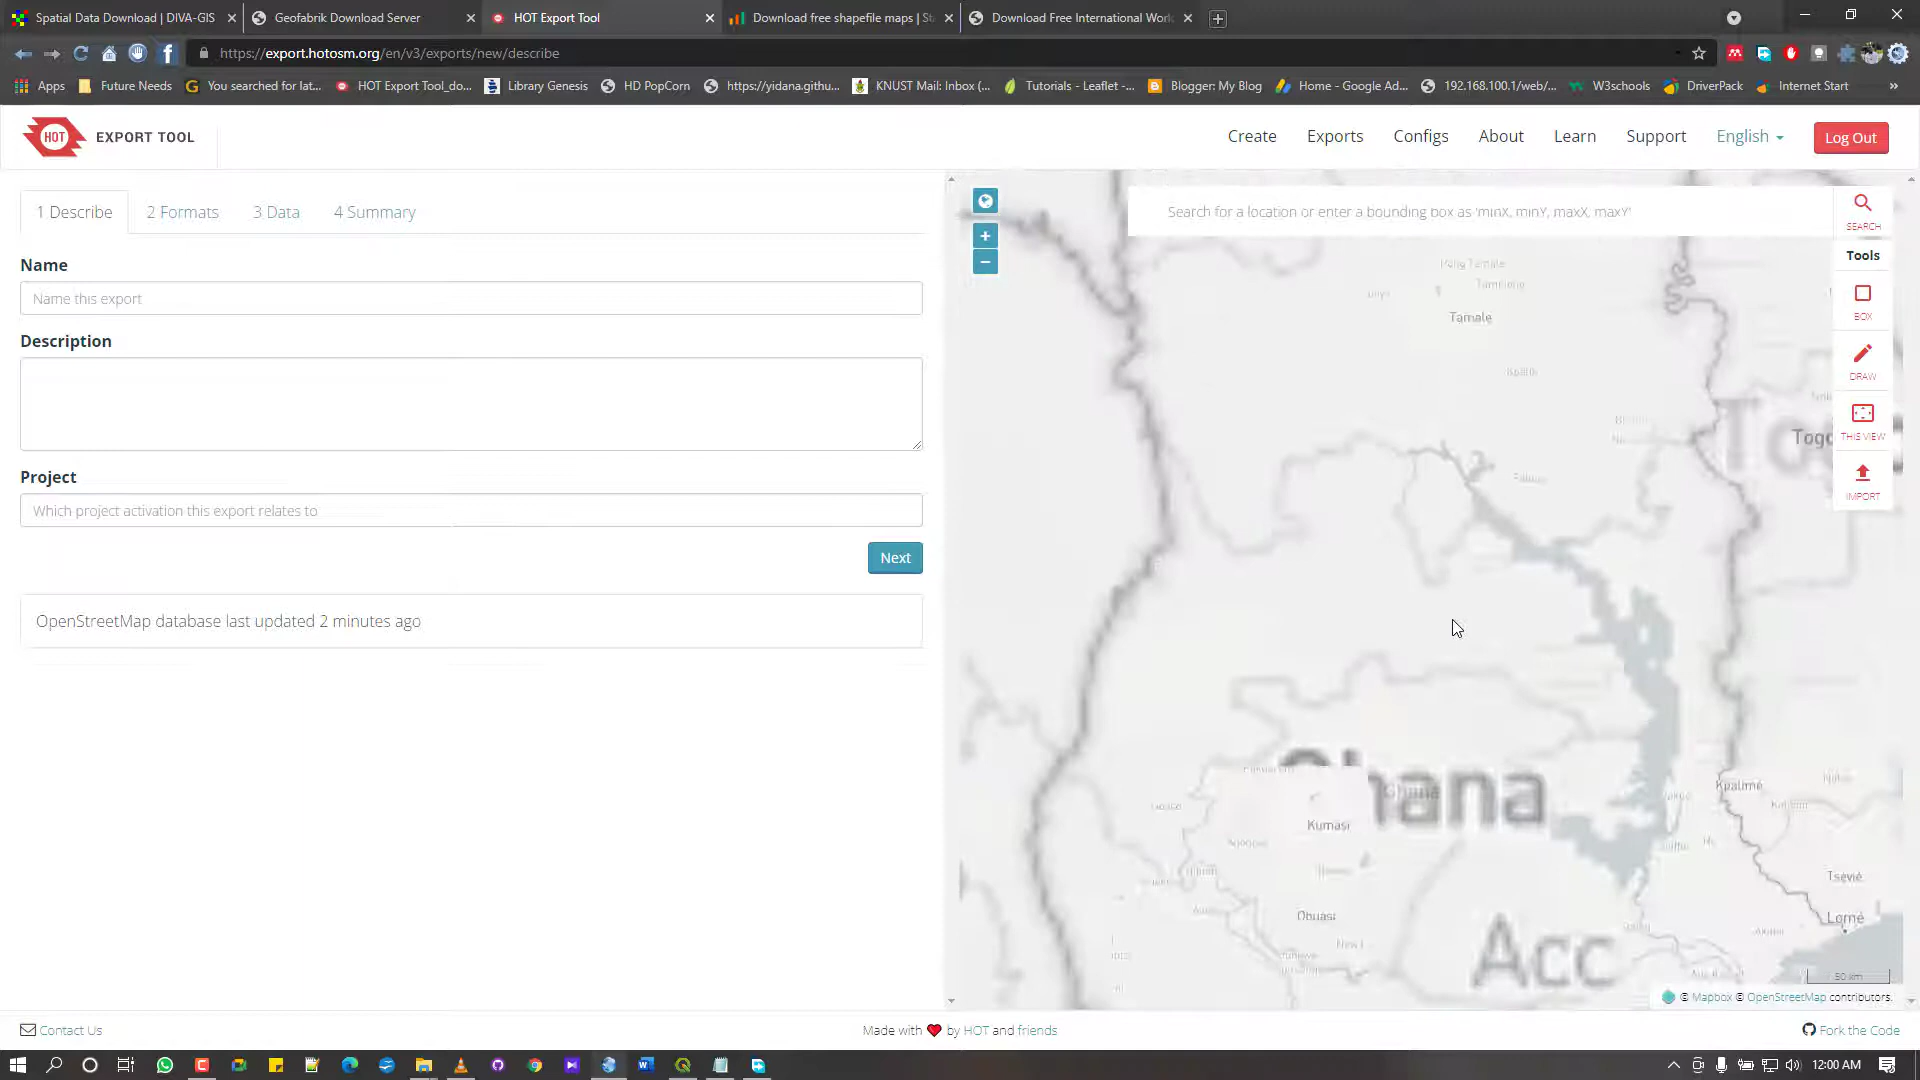 Spatial Data Download | DIVA-GIS
Geofabrik Download Server
HOT Export Tool
Download free shapefile maps | St
Download Free International Worl
https://export.hotosm.org/en/v3/exports/new/describe
Apps
Future Needs
You searched for lat...
HOT Export Tool_do...
Library Genesis
HD PopCorn
https://yidana.githu...
KNUST Mail: Inbox (...
Tutorials - Leaflet -...
Blogger: My Blog
Home - Google Ad...
192.168.100.1/web/...
W3schools
DriverPack
Internet Start
»
HOT EXPORT TOOL
Create
Exports
Configs
About
Learn
Support
English
Log Out
1 Describe
2 Formats
3 Data
4 Summary
Name
Name this export
Description
Project
Which project activation this export relates to
Next
OpenStreetMap database last updated 2 minutes ago
Search for a location or enter a bounding box as 'minX, minY, maxX, maxY'
SEARCH
Tools
BOX
DRAW
THIS VIEW
IMPORT
Tamale
Togo
Ghana
Kumasi
Obuasi
Acc
Kpalimé
Tsévié
Lomé
50 km
© Mapbox © OpenStreetMap contributors.
Contact Us
Made with ❤ by HOT and friends
Fork the Code
12:00 AM